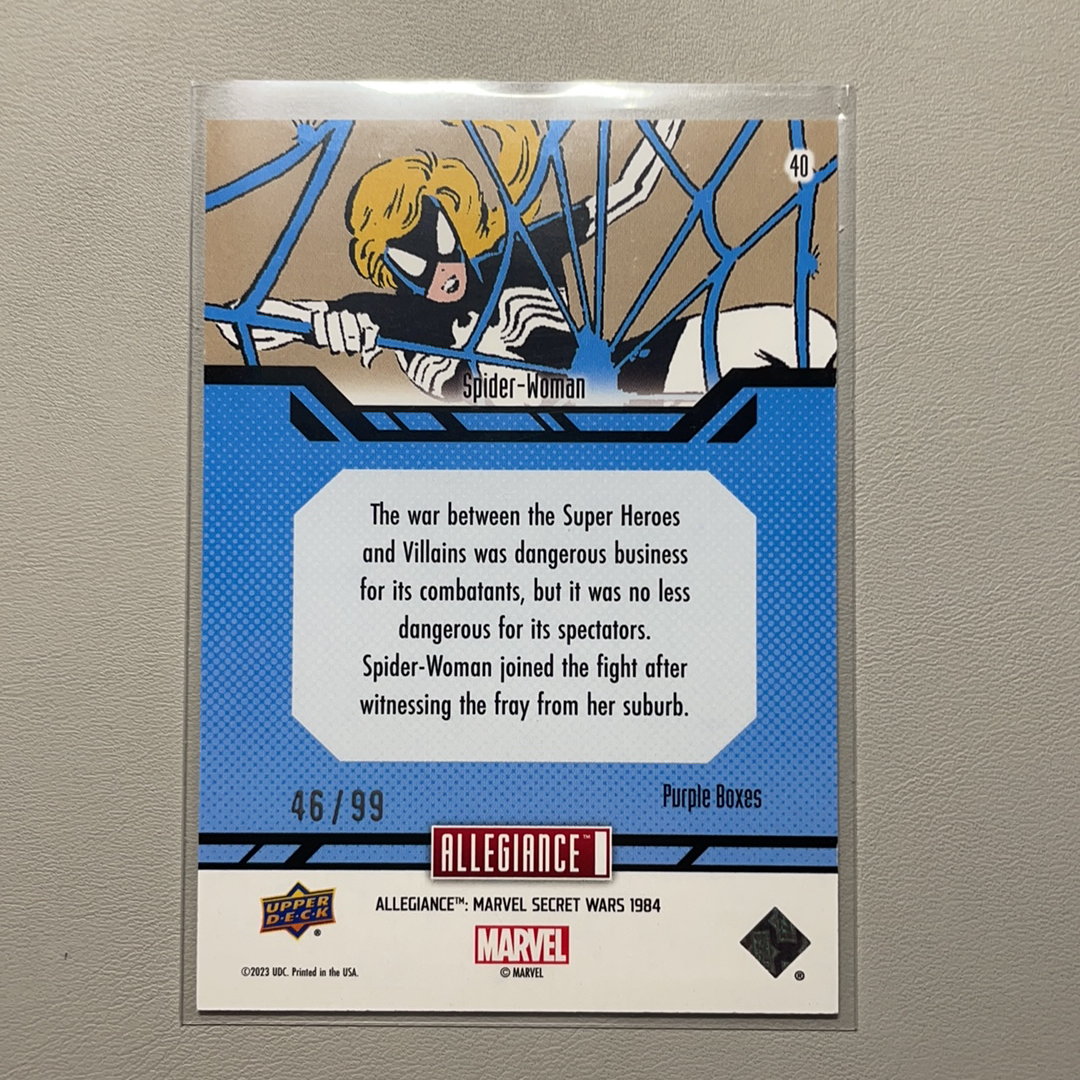 40
Spider-Woman
The war between the Super Heroes
and Villains was dangerous business
for its combatants, but it was no less
dangerous for its spectators.
Spider-Woman joined the fight after
witnessing the fray from her suburb.
46/99
Purple Boxes
ALLEGIANCE™
UPPER
D·E·C·K
®
ALLEGIANCE™: MARVEL SECRET WARS 1984
MARVEL
© MARVEL
©2023 UDC. Printed in the USA.
®